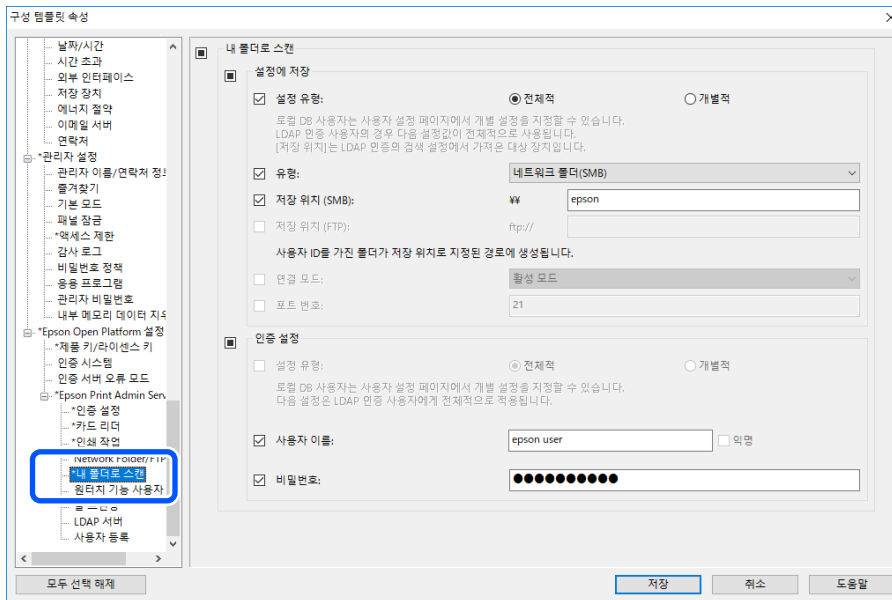 구성 템플릿 속성
날짜/시간
시간 초과
외부 인터페이스
저장 장치
에너지 절약
이메일 서버
연락처
*관리자 설정
관리자 이름/연락처 정보
즐겨찾기
기본 모드
패널 잠금
*액세스 제한
감사 로그
비밀번호 정책
응용 프로그램
관리자 비밀번호
내부 메모리 데이터 지우
*Epson Open Platform 설정
*제품 키/라이센스 키
인증 시스템
인증 서버 오류 모드
*Epson Print Admin Serv
*인증 설정
*카드 리더
*인쇄 작업
Network Folder/FTP
*내 폴더로 스캔
원터치 기능 사용자
LDAP 서버
사용자 등록
모두 선택 해제
내 폴더로 스캔
설정에 저장
설정 유형: 전체적 개별적
로컬 DB 사용자는 사용자 설정 페이지에서 개별 설정을 지정할 수 있습니다.
LDAP 인증 사용자의 경우 다음 설정값이 전체적으로 사용됩니다.
[저장 위치]는 LDAP 인증의 검색 설정에서 가져온 대상 장치입니다.
유형: 네트워크 폴더(SMB)
저장 위치 (SMB): ¥¥ epson
저장 위치 (FTP): ftp://
사용자 ID를 가진 폴더가 저장 위치로 지정된 경로에 생성됩니다.
연결 모드: 활성 모드
포트 번호: 21
인증 설정
설정 유형: 전체적 개별적
로컬 DB 사용자는 사용자 설정 페이지에서 개별 설정을 지정할 수 있습니다.
다음 설정은 LDAP 인증 사용자에게 전체적으로 적용됩니다.
사용자 이름: epson user 익명
비밀번호: ●●●●●●●●●●
저장 취소 도움말